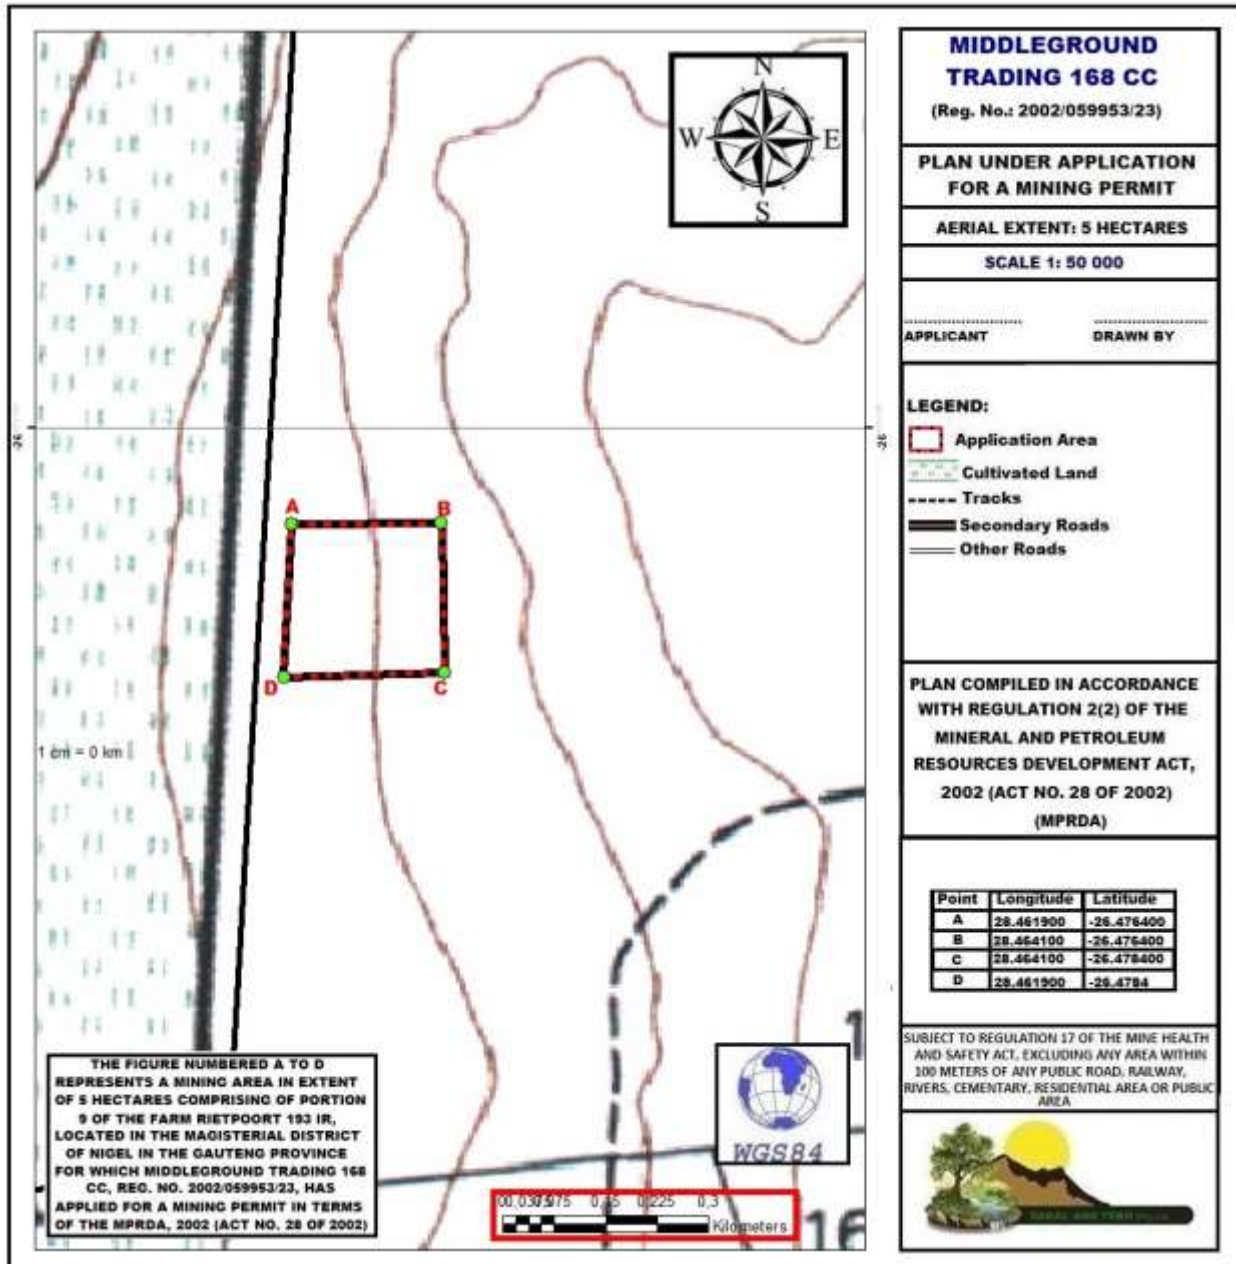 MIDDLEGROUND
TRADING 168 CC
(Reg. No.: 2002/059953/23)
PLAN UNDER APPLICATION
FOR A MINING PERMIT
AERIAL EXTENT: 5 HECTARES
SCALE 1: 50 000
APPLICANT DRAWN BY
LEGEND:
Application Area
Cultivated Land
Tracks
Secondary Roads
Other Roads
PLAN COMPILED IN ACCORDANCE
WITH REGULATION 2(2) OF THE
MINERAL AND PETROLEUM
RESOURCES DEVELOPMENT ACT,
2002 (ACT NO. 28 OF 2002)
(MPRDA)
Point Longitude Latitude
A 28.461900 -26.476400
B 28.464100 -26.476400
C 28.464100 -26.478400
D 28.461900 -26.4784
SUBJECT TO REGULATION 17 OF THE MINE HEALTH
AND SAFETY ACT, EXCLUDING ANY AREA WITHIN
100 METERS OF ANY PUBLIC ROAD, RAILWAY,
RIVERS, CEMENTARY, RESIDENTIAL AREA OR PUBLIC
AREA
N
W E
S
-26 -26
A B
D C
1 cm = 0 km
THE FIGURE NUMBERED A TO D
REPRESENTS A MINING AREA IN EXTENT
OF 5 HECTARES COMPRISING OF PORTION
9 OF THE FARM RIETPOORT 193 IR,
LOCATED IN THE MAGISTERIAL DISTRICT
OF NIGEL IN THE GAUTENG PROVINCE
FOR WHICH MIDDLEGROUND TRADING 168
CC, REG. NO. 2002/059953/23, HAS
APPLIED FOR A MINING PERMIT IN TERMS
OF THE MPRDA, 2002 (ACT NO. 28 OF 2002)
WGS84
0,15 0,225 0,3
Kilometers
16